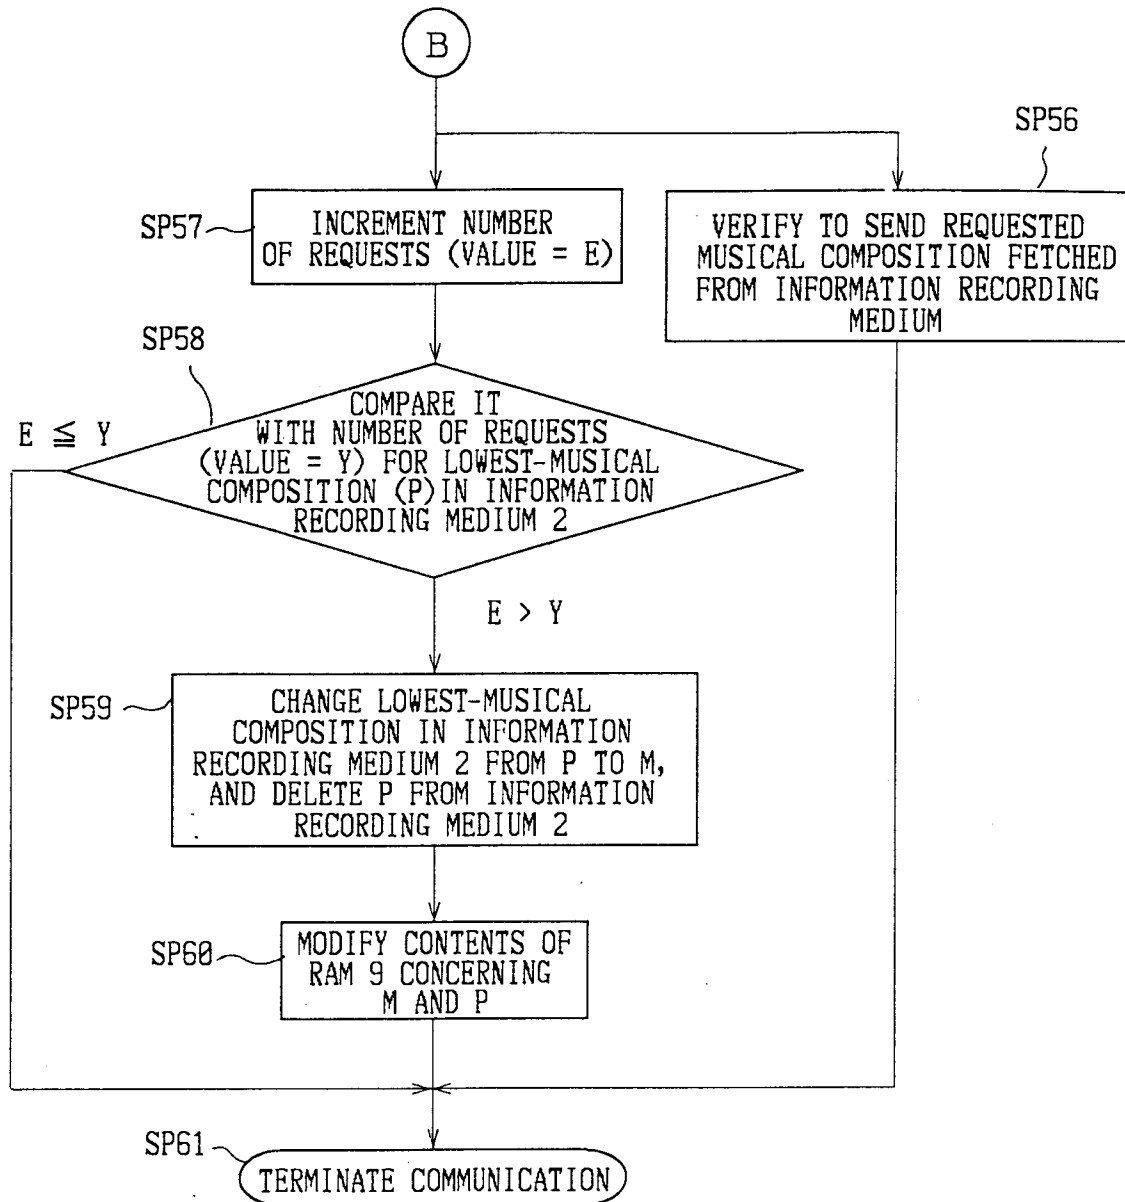 B
SP56
VERIFY TO SEND REQUESTED
MUSICAL COMPOSITION FETCHED
FROM INFORMATION RECORDING
MEDIUM
SP57
INCREMENT NUMBER
OF REQUESTS (VALUE = E)
SP58
COMPARE IT
WITH NUMBER OF REQUESTS
(VALUE = Y) FOR LOWEST-MUSICAL
COMPOSITION (P)IN INFORMATION
RECORDING MEDIUM 2
E ≦ Y
E > Y
SP59
CHANGE LOWEST-MUSICAL
COMPOSITION IN INFORMATION
RECORDING MEDIUM 2 FROM P TO M,
AND DELETE P FROM INFORMATION
RECORDING MEDIUM 2
SP60
MODIFY CONTENTS OF
RAM 9 CONCERNING
M AND P
SP61
TERMINATE COMMUNICATION